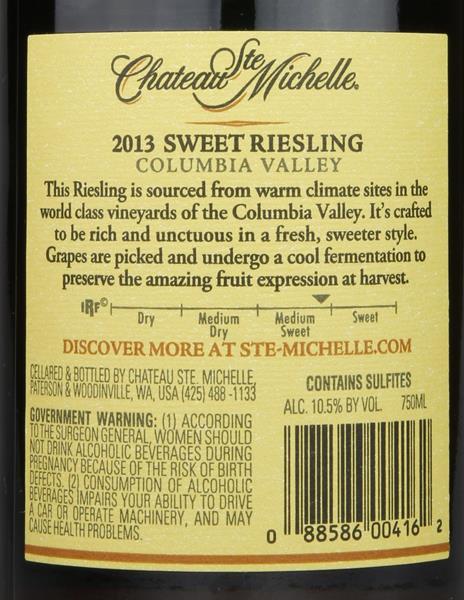 Chateau Ste Michelle®
2013 SWEET RIESLING
COLUMBIA VALLEY
This Riesling is sourced from warm climate sites in the
world class vineyards of the Columbia Valley. It's crafted
to be rich and unctuous in a fresh, sweeter style.
Grapes are picked and undergo a cool fermentation to
preserve the amazing fruit expression at harvest.
IRF©
Dry Medium Dry Medium Sweet Sweet
DISCOVER MORE AT STE-MICHELLE.COM
CELLARED & BOTTLED BY CHATEAU STE. MICHELLE,
PATERSON & WOODINVILLE, WA, USA (425) 488-1133
CONTAINS SULFITES
ALC. 10.5% BY VOL. 750ML
GOVERNMENT WARNING: (1) ACCORDING
TO THE SURGEON GENERAL, WOMEN SHOULD
NOT DRINK ALCOHOLIC BEVERAGES DURING
PREGNANCY BECAUSE OF THE RISK OF BIRTH
DEFECTS. (2) CONSUMPTION OF ALCOHOLIC
BEVERAGES IMPAIRS YOUR ABILITY TO DRIVE
A CAR OR OPERATE MACHINERY, AND MAY
CAUSE HEALTH PROBLEMS.
0 88586 00416 2